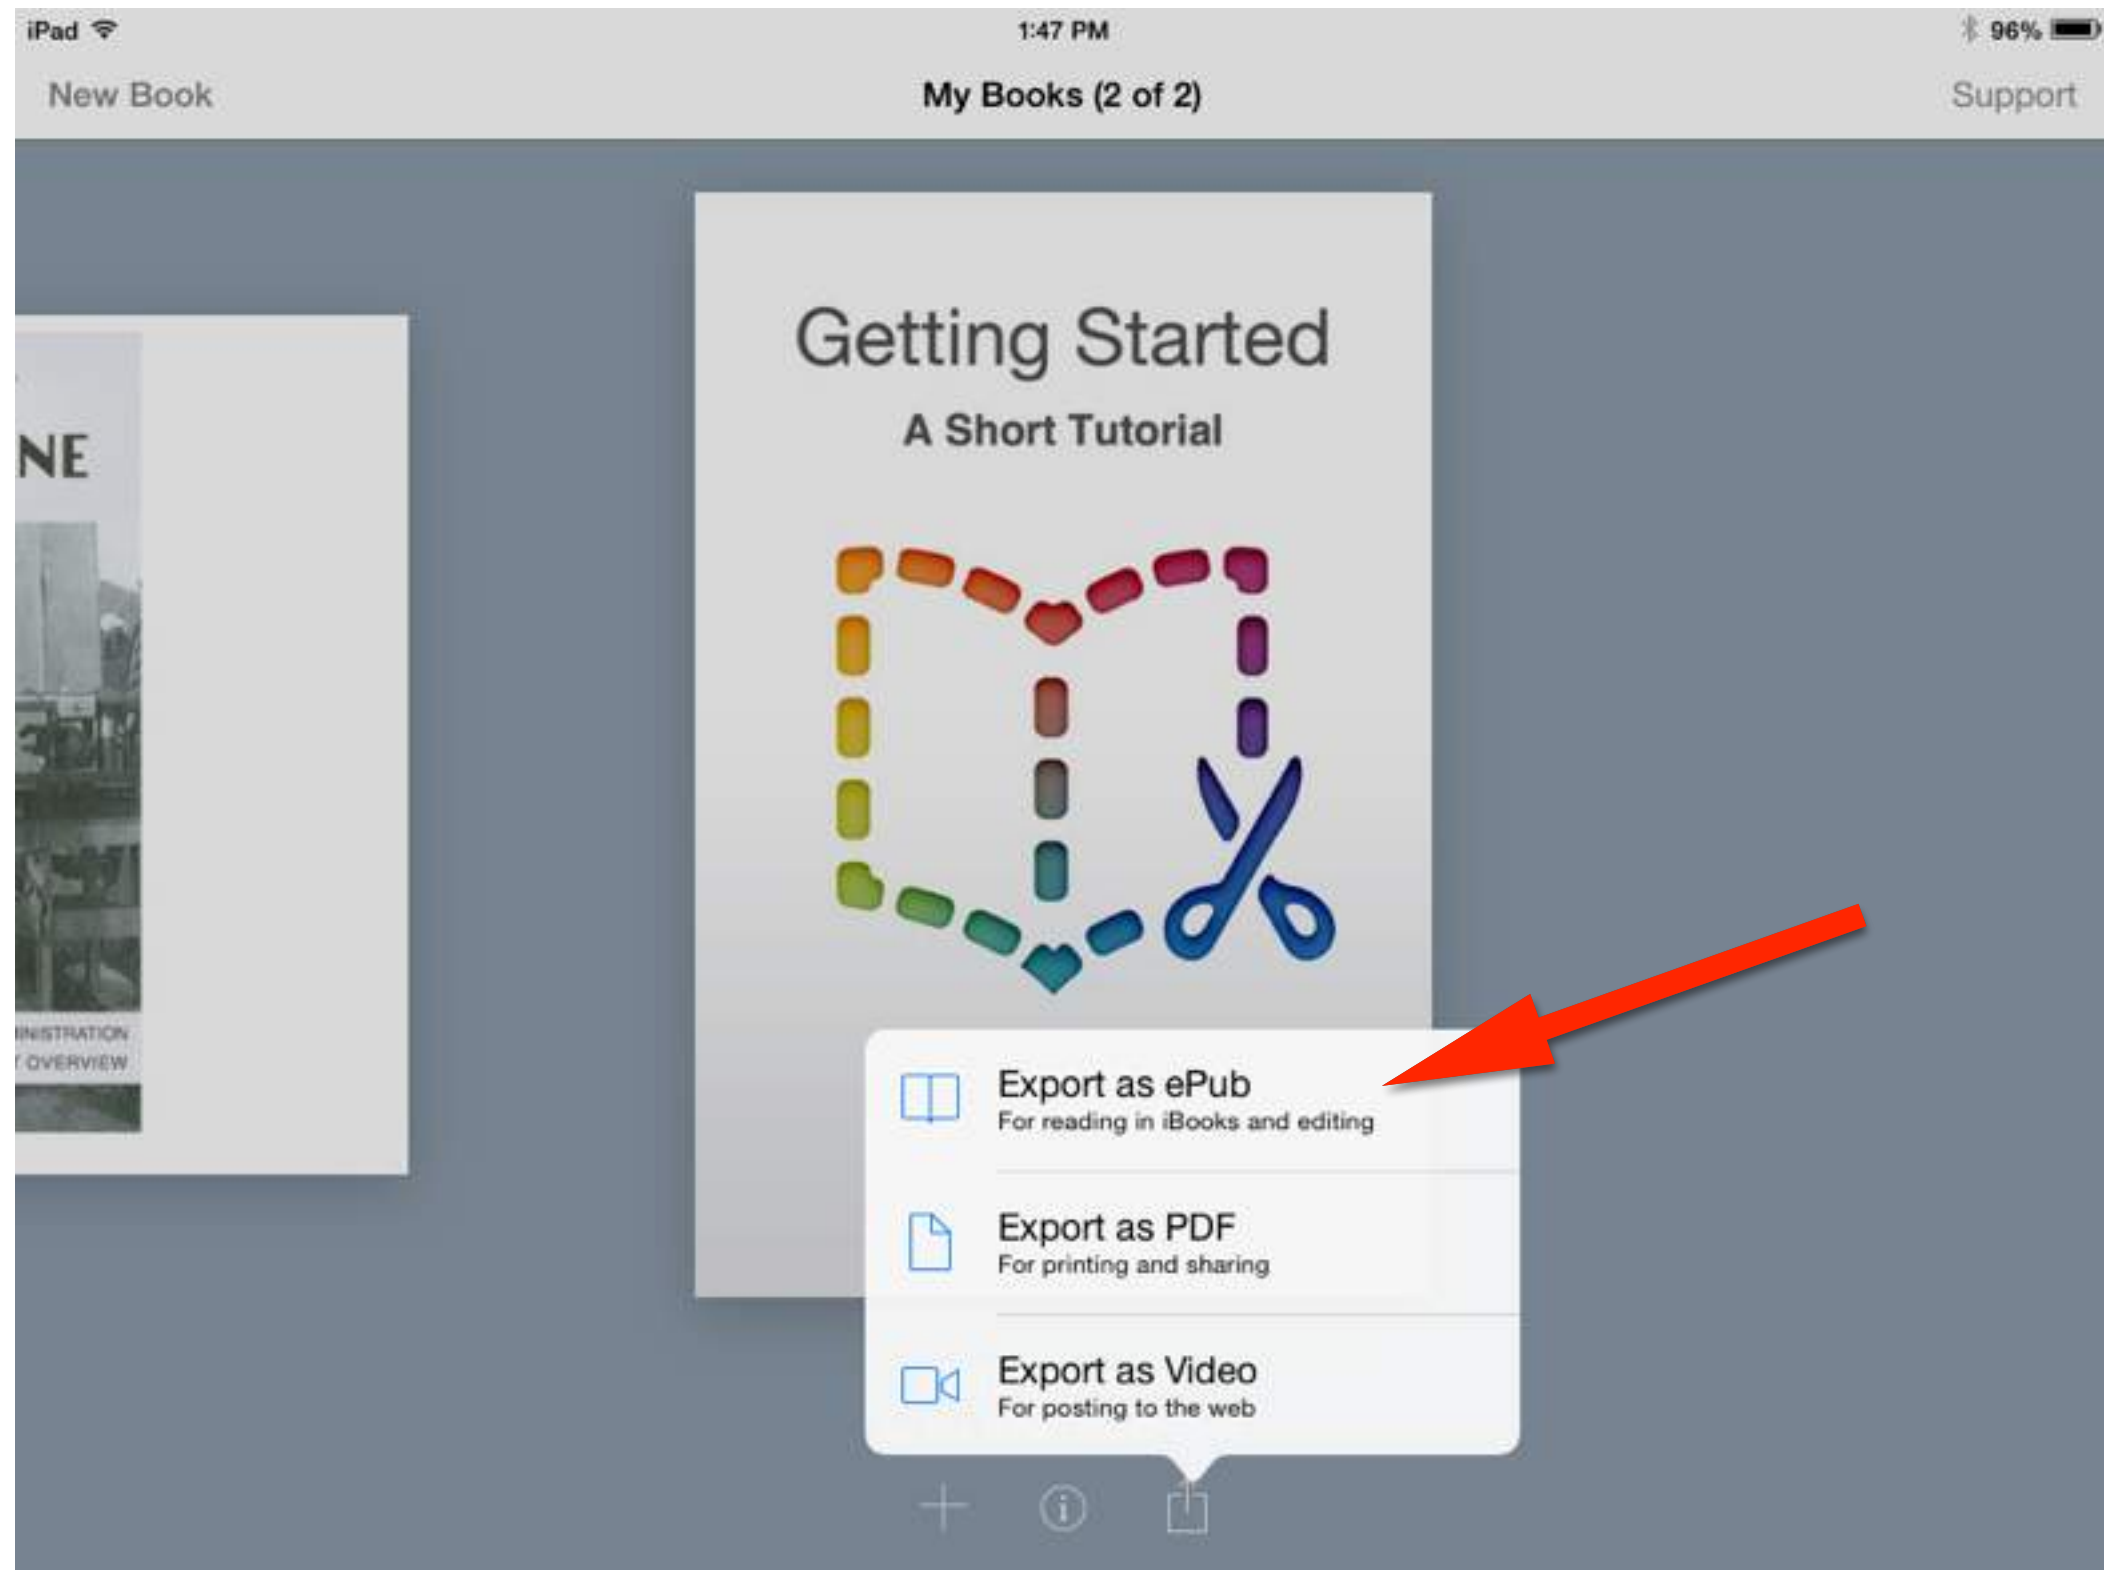 iPad
1:47 PM
96%
New Book
My Books (2 of 2)
Support
Getting Started
A Short Tutorial
NE
INISTRATION
OVERVIEW
Export as ePub
For reading in iBooks and editing
Export as PDF
For printing and sharing
Export as Video
For posting to the web